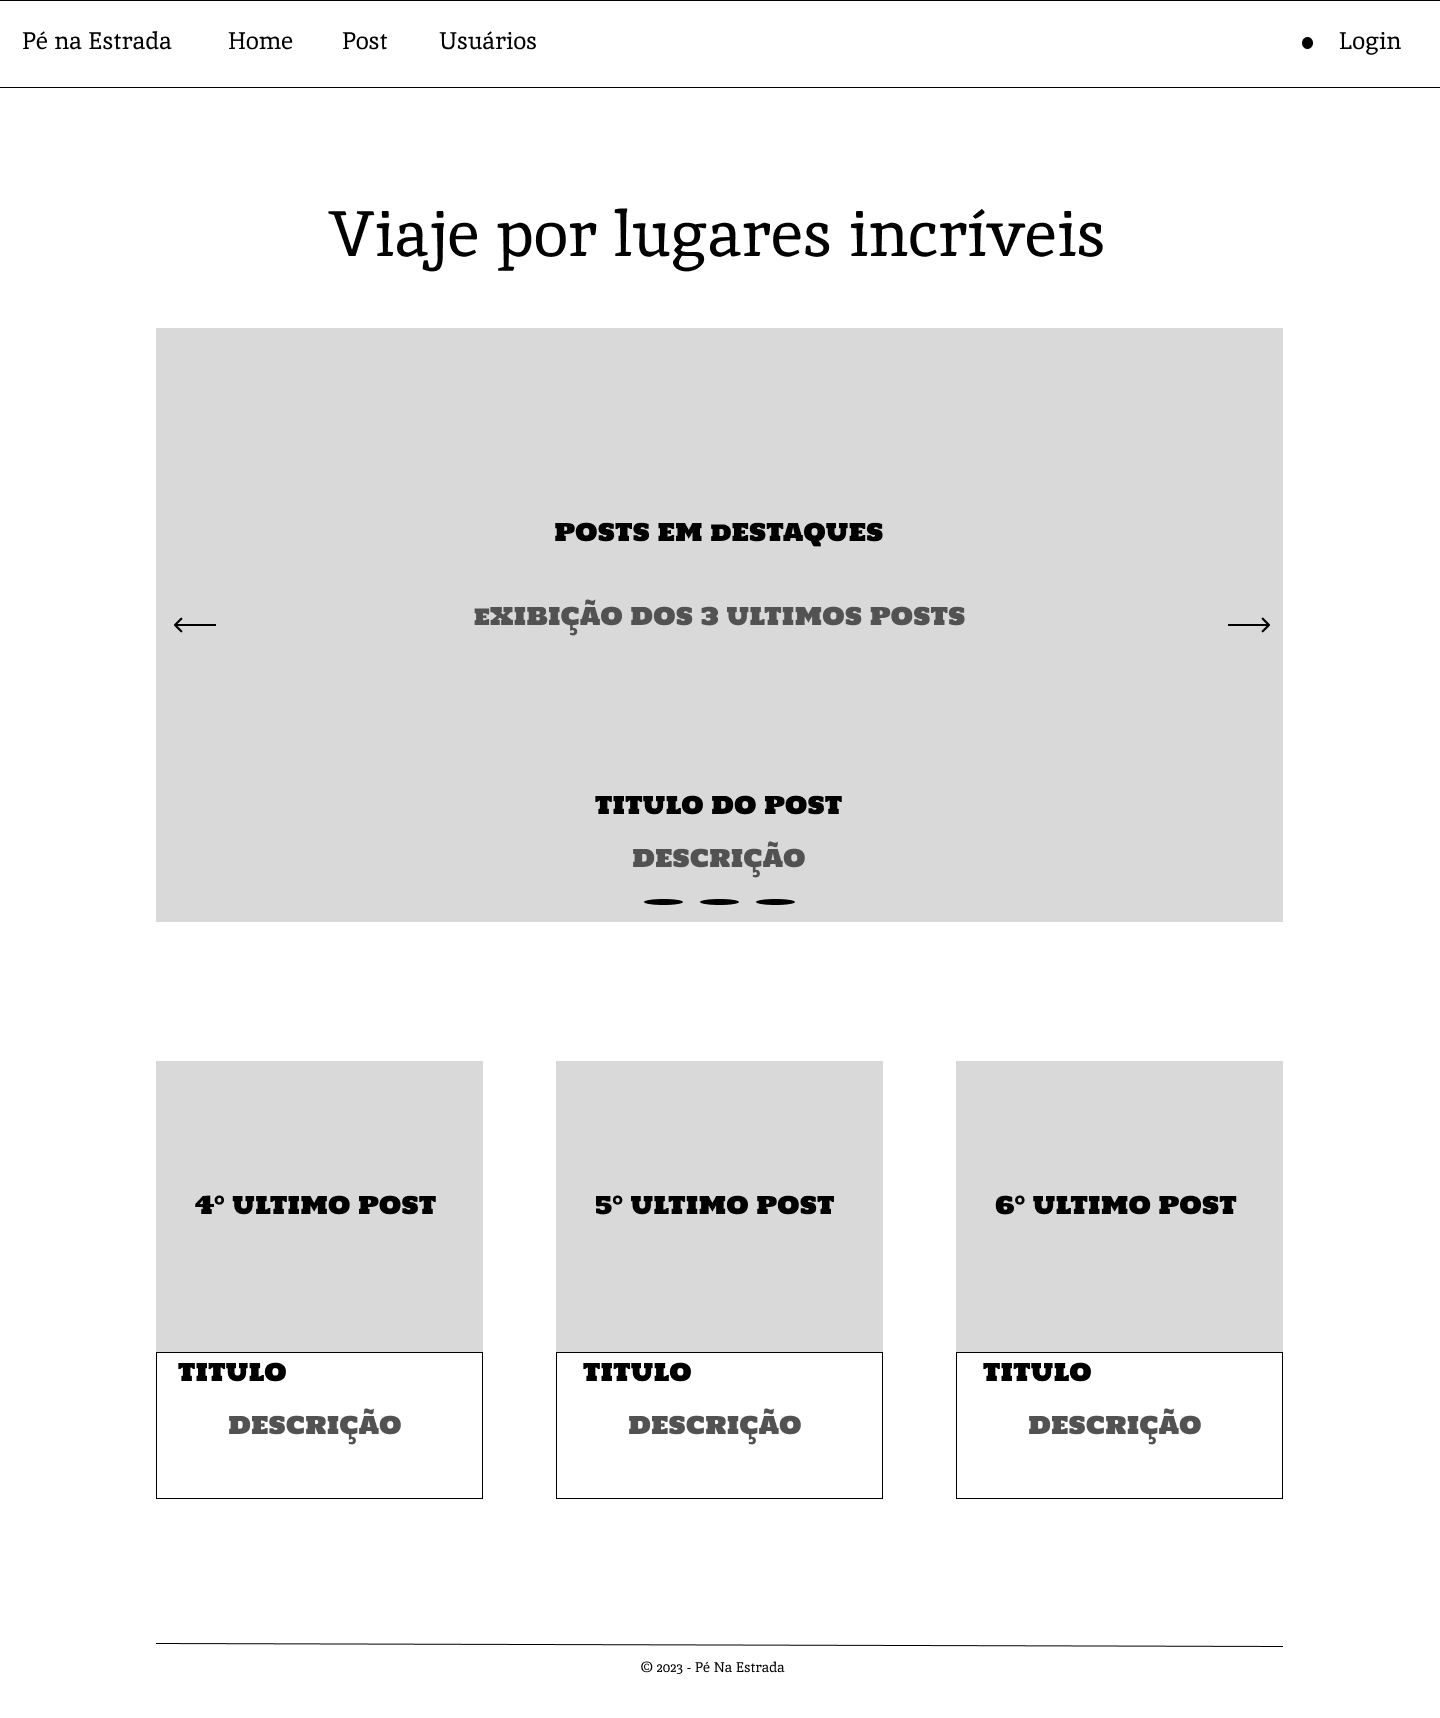 Pé na Estrada Home Post Usuários Login
Viaje por lugares incríveis
POSTS EM DESTAQUES
EXIBIÇÃO DOS 3 ULTIMOS POSTS
TITULO DO POST
DESCRIÇÃO
4° ULTIMO POST
TITULO
DESCRIÇÃO
5° ULTIMO POST
TITULO
DESCRIÇÃO
6° ULTIMO POST
TITULO
DESCRIÇÃO
© 2023 - Pé Na Estrada